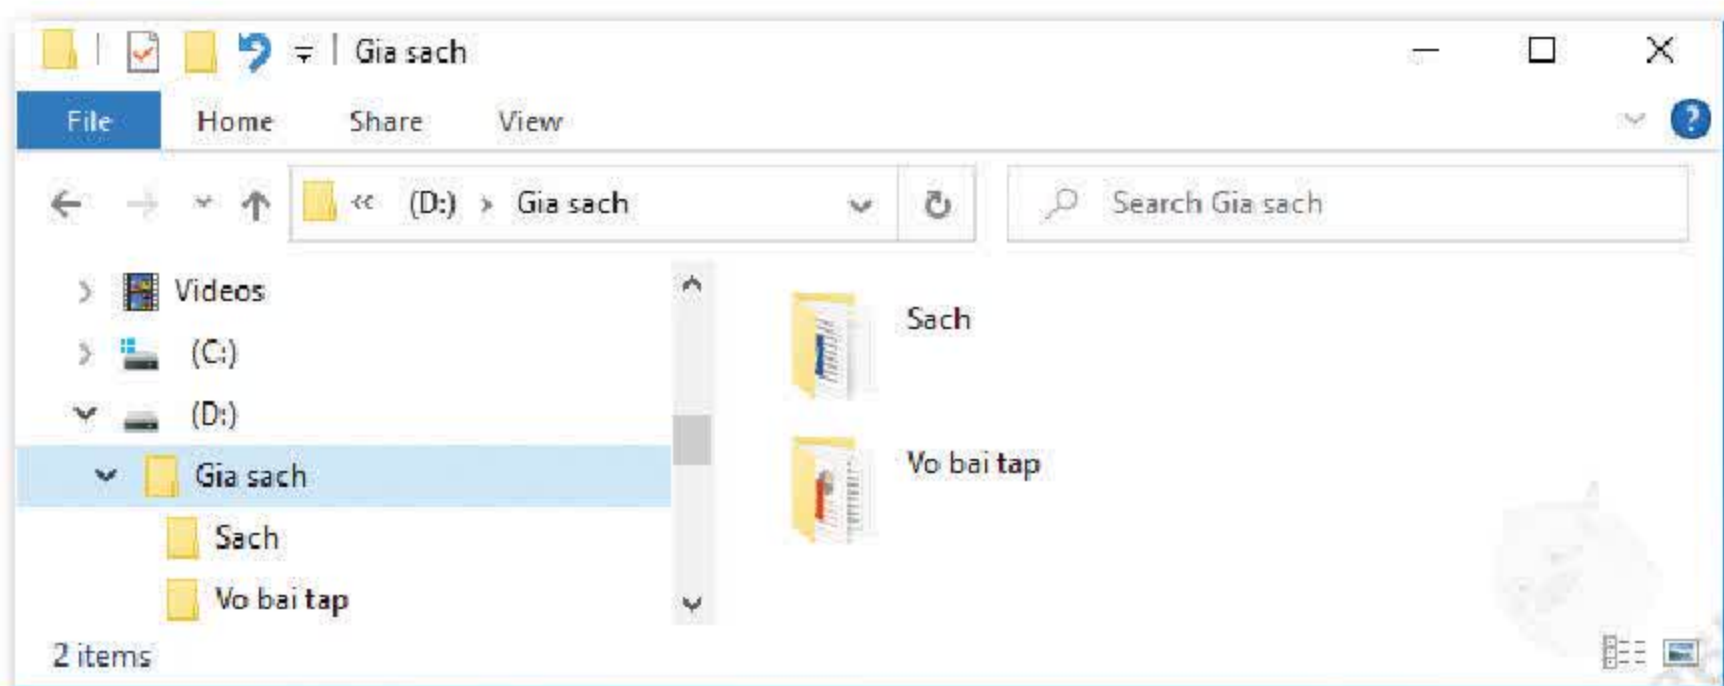 Gia sach
File Home Share View
(D:) > Gia sach Search Gia sach
Videos
(C:)
(D:)
Gia sach
Sach
Vo bai tap
Sach
Vo bai tap
2 items